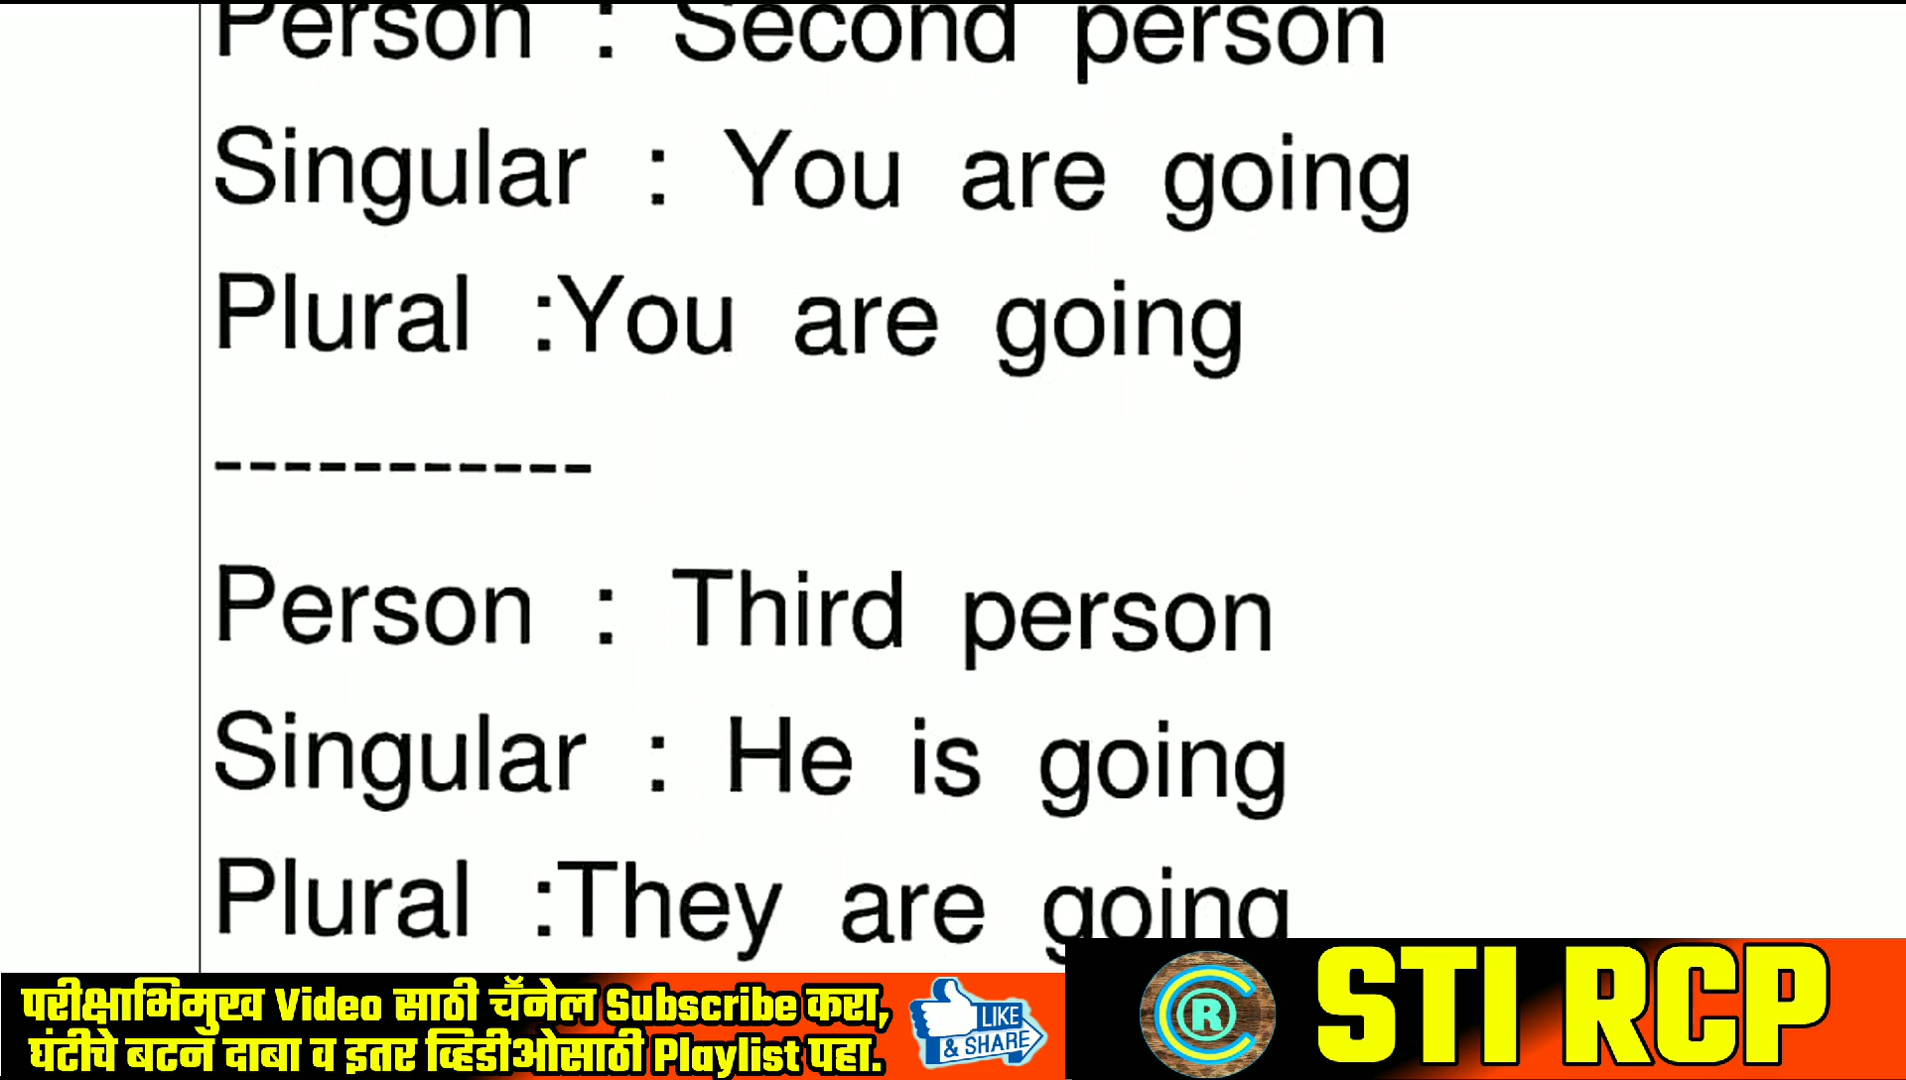 Person : Second person
Singular : You are going
Plural :You are going
-----------
Person : Third person
Singular : He is going
Plural :They are going
परीक्षाभिमुख Video साठी चॅनेल Subscribe करा,
घंटीचे बटन दाबा व इतर व्हिडीओसाठी Playlist पहा.
LIKE
& SHARE
R
STI RCP